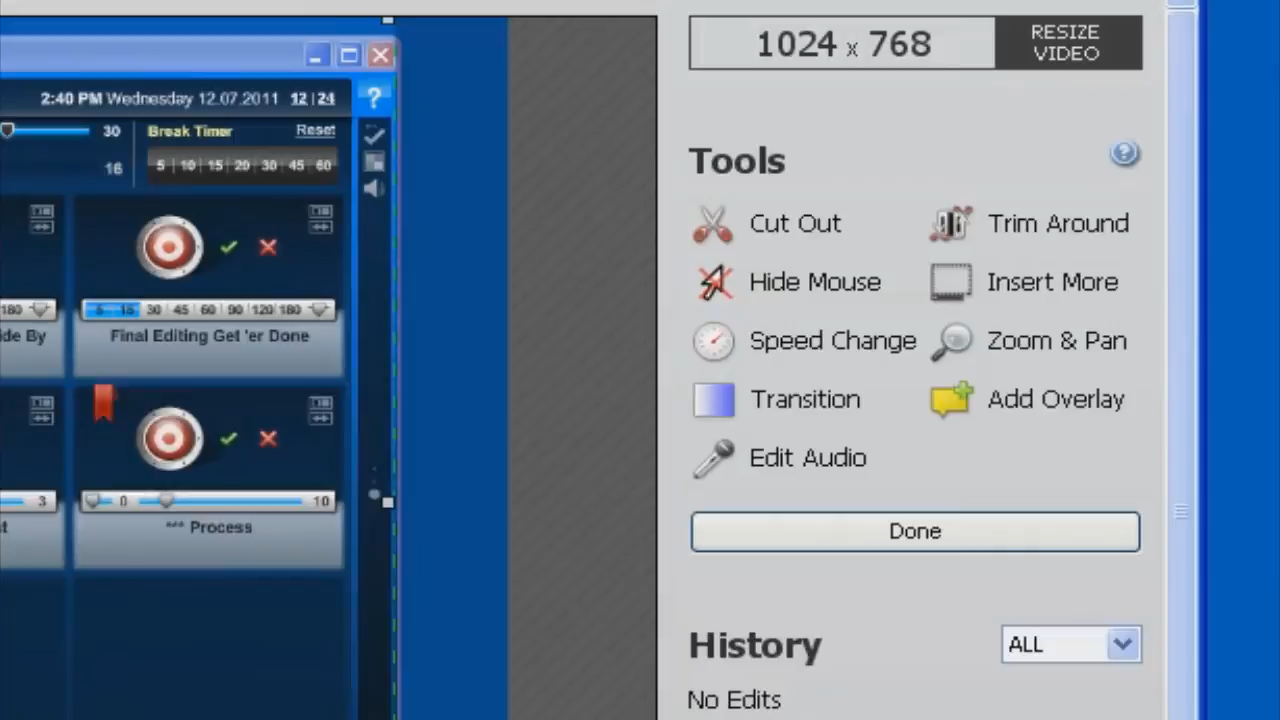 1024 x 768
RESIZE
VIDEO
2:40 PM Wednesday 12.07.2011 12|24
?
30
Break Timer
Reset
16
5 | 10 | 15 | 20 | 30 | 45 | 60
180
5 15 30 45 60 90 120 180
ide By
Final Editing Get 'er Done
3
0
10
t
*** Process
Tools
?
Cut Out
Trim Around
Hide Mouse
Insert More
Speed Change
Zoom & Pan
Transition
Add Overlay
Edit Audio
Done
History
ALL
No Edits